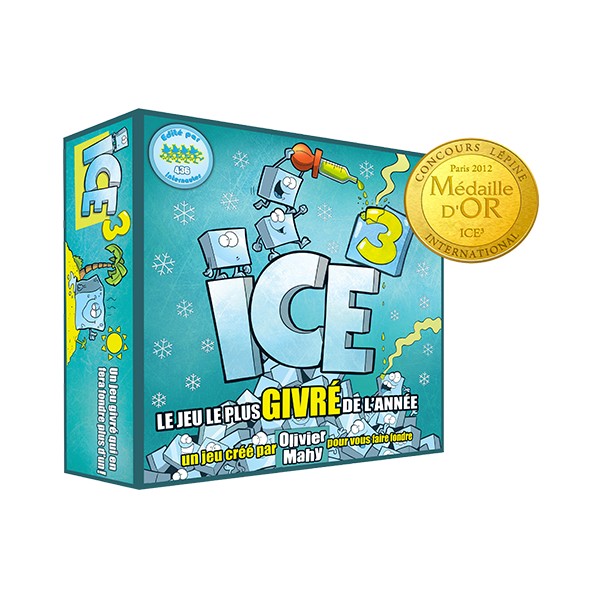 Edité par
436
Internautes
ICE
3
LE JEU LE PLUS GIVRÉ DE L'ANNÉE
un jeu créé par Olivier Mahy pour vous faire fondre
ICE 3
Un jeu givré qui en
fera fondre plus d'un !
CONCOURS LÉPINE
Paris 2012
Médaille
D'OR
ICE³
INTERNATIONAL